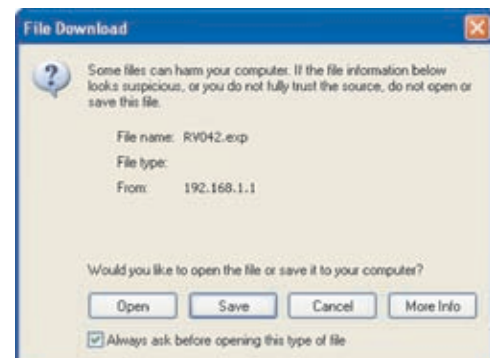 File Download
Some files can harm your computer. If the file information below
looks suspicious, or you do not fully trust the source, do not open or
save this file.
File name: RV042.exp
File type:
From: 192.168.1.1
Would you like to open the file or save it to your computer?
Open Save Cancel More Info
Always ask before opening this type of file